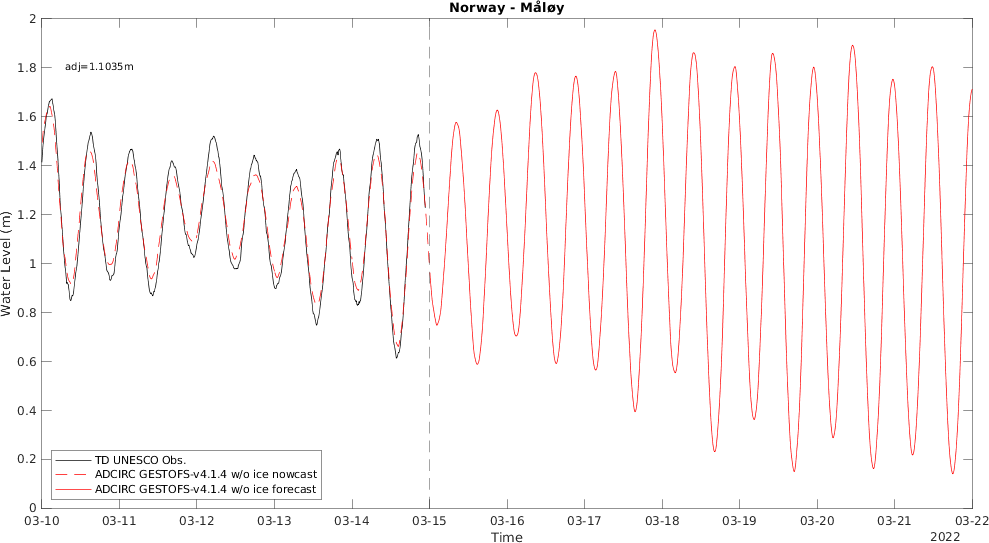 Norway - Måløy
adj=1.1035m
2
1.8
1.6
1.4
1.2
1
0.8
0.6
0.4
0.2
0
Water Level (m)
TD UNESCO Obs.
ADCIRC GESTOFS-v4.1.4 w/o ice nowcast
ADCIRC GESTOFS-v4.1.4 w/o ice forecast
03-10 03-11 03-12 03-13 03-14 03-15 03-16 03-17 03-18 03-19 03-20 03-21 03-22
Time
2022